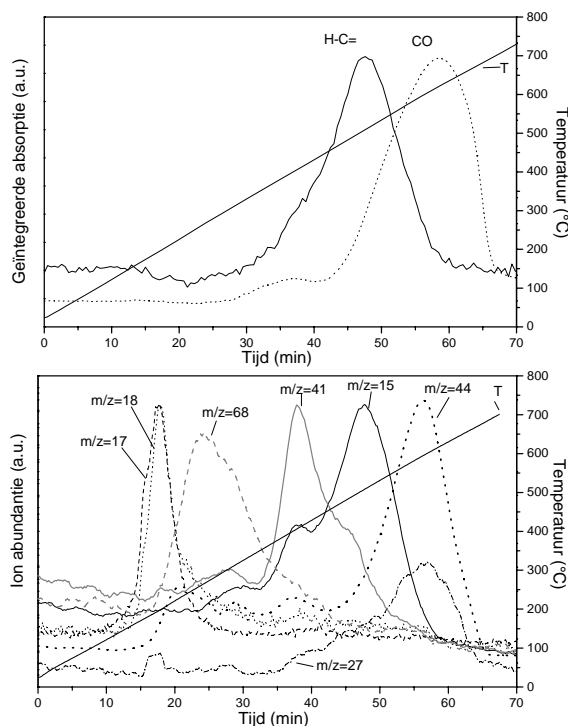 H-C=
CO
T
Geïntegreerde absorptie (a.u.)
Temperatuur (°C)
800
700
600
500
400
300
200
100
0
0 10 20 30 40 50 60 70
Tijd (min)
m/z=18
m/z=17
m/z=68
m/z=41
m/z=15
m/z=44
T
m/z=27
Ion abundantie (a.u.)
Temperatuur (°C)
800
700
600
500
400
300
200
100
0
0 10 20 30 40 50 60 70
Tijd (min)